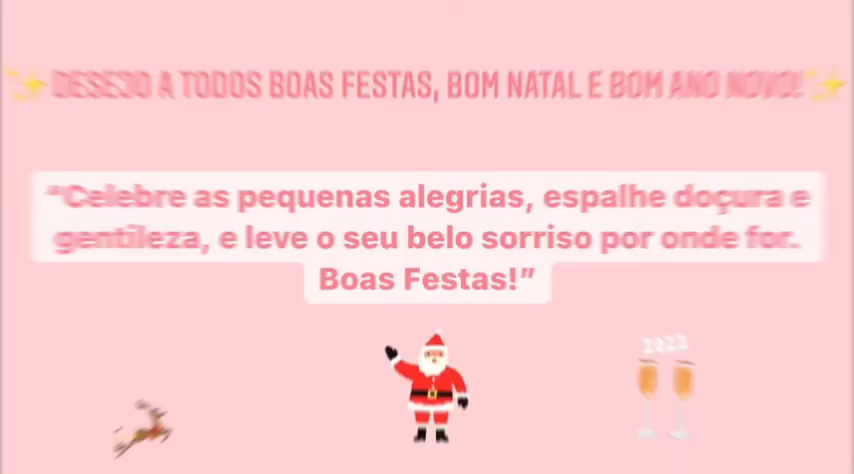 ✨ DESEJO A TODOS BOAS FESTAS, BOM NATAL E BOM ANO NOVO! ✨
“Celebre as pequenas alegrias, espalhe doçura e
gentileza, e leve o seu belo sorriso por onde for.
Boas Festas!”